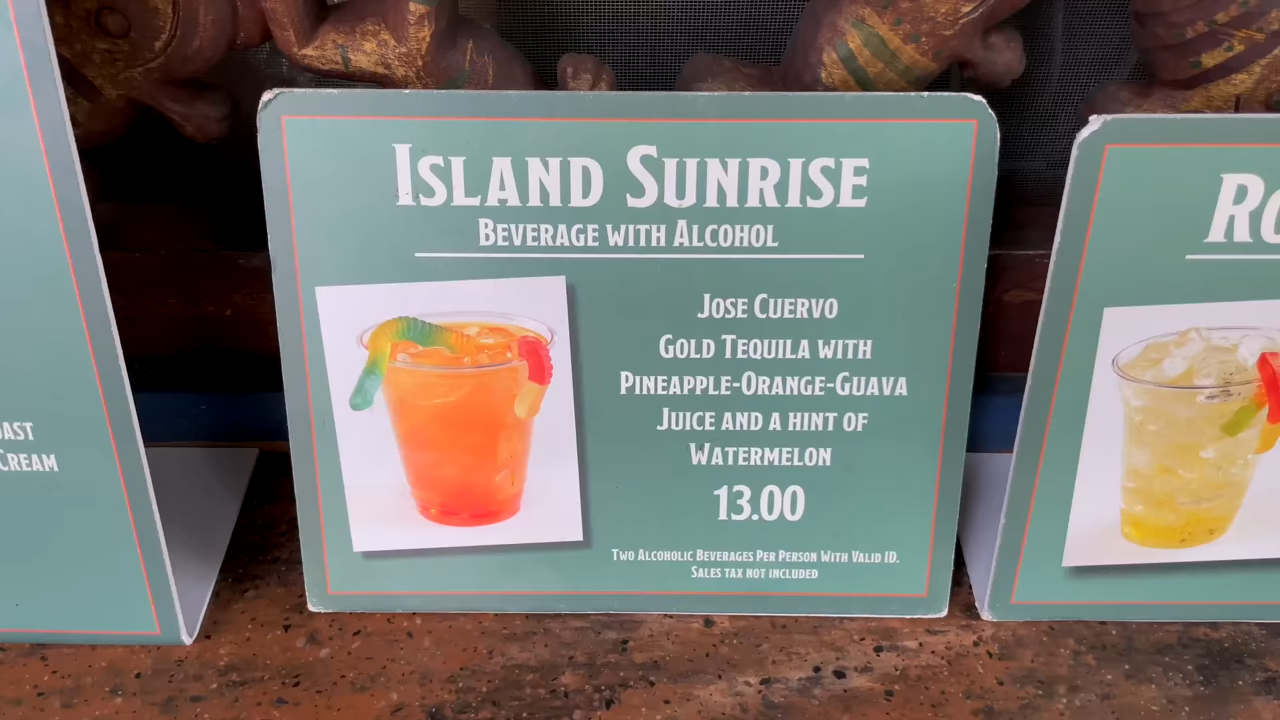 Island Sunrise
Beverage with Alcohol
Jose Cuervo
Gold Tequila with
Pineapple-Orange-Guava
Juice and a hint of
Watermelon
13.00
Two Alcoholic Beverages Per Person With Valid ID.
Sales tax not included
Cream